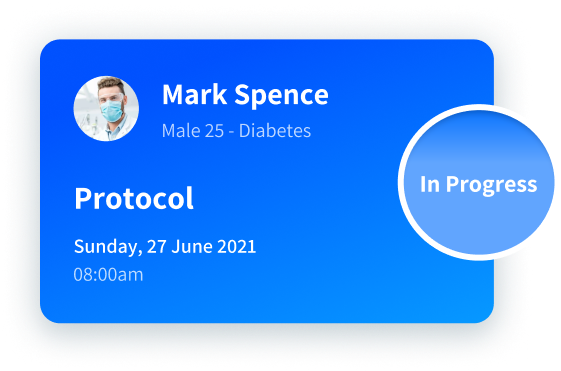 Mark Spence
Male 25 - Diabetes
In Progress
Protocol
Sunday, 27 June 2021
08:00am